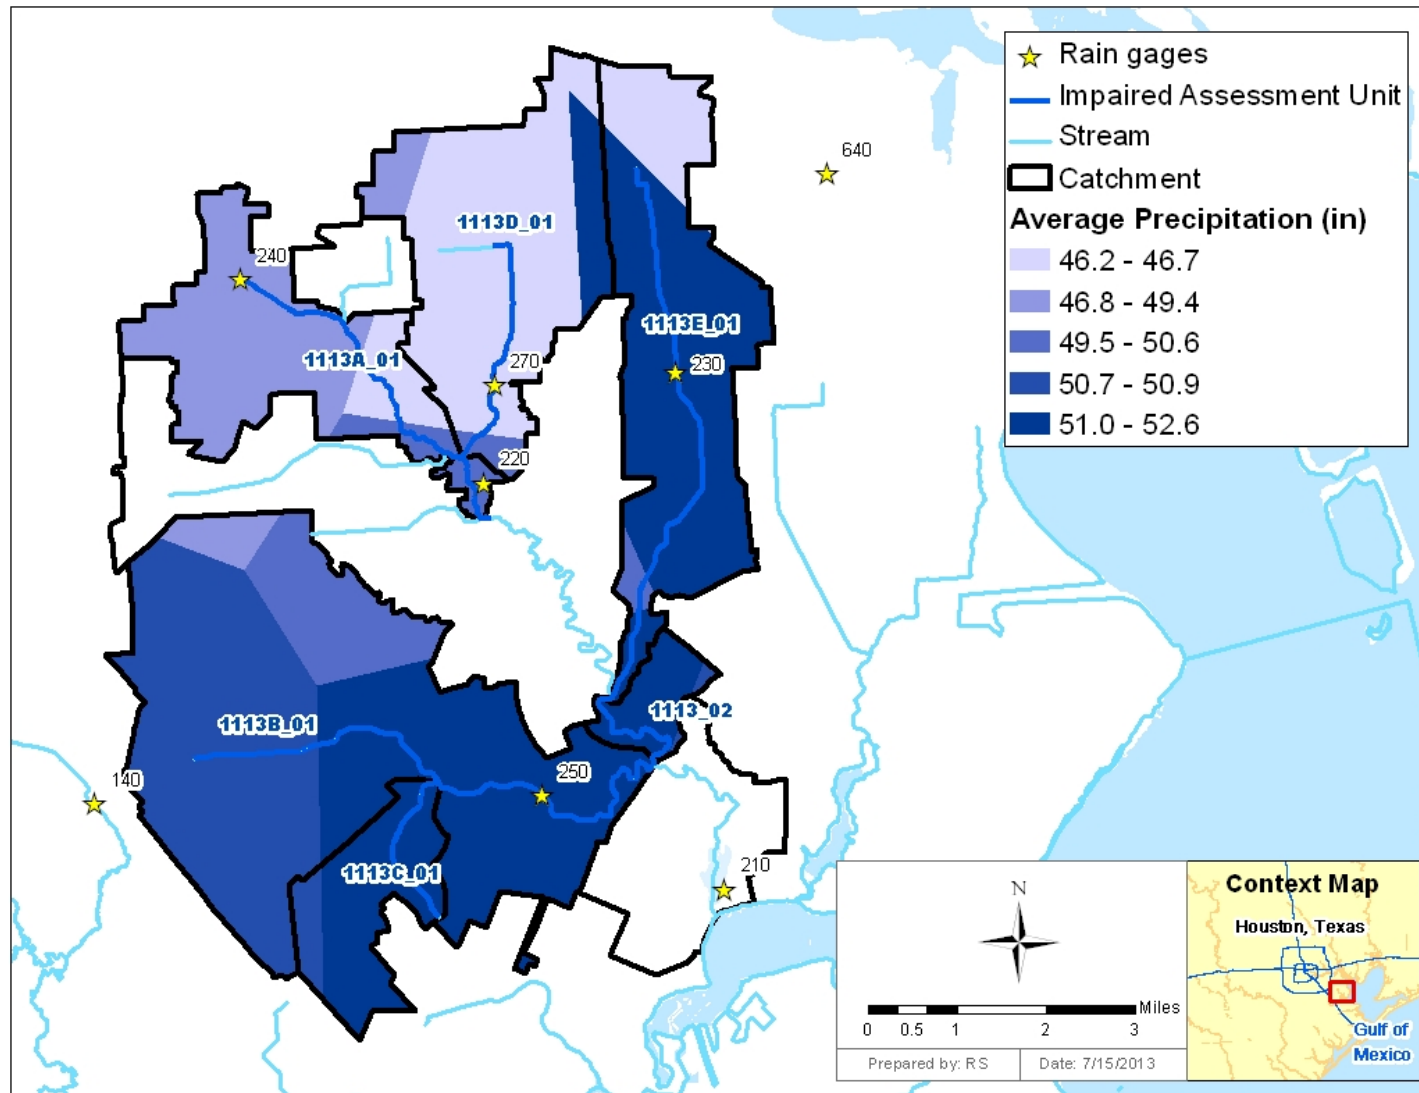 Rain gages
Impaired Assessment Unit
Stream
Catchment
Average Precipitation (in)
46.2 - 46.7
46.8 - 49.4
49.5 - 50.6
50.7 - 50.9
51.0 - 52.6
640
1113D_01
240
1113E_01
1113A_01
270
230
220
1113_02
1113B_01
250
140
1113C_01
210
N
Miles
0 0.5 1 2 3
Prepared by: RS
Date: 7/15/2013
Context Map
Houston, Texas
Gulf of
Mexico